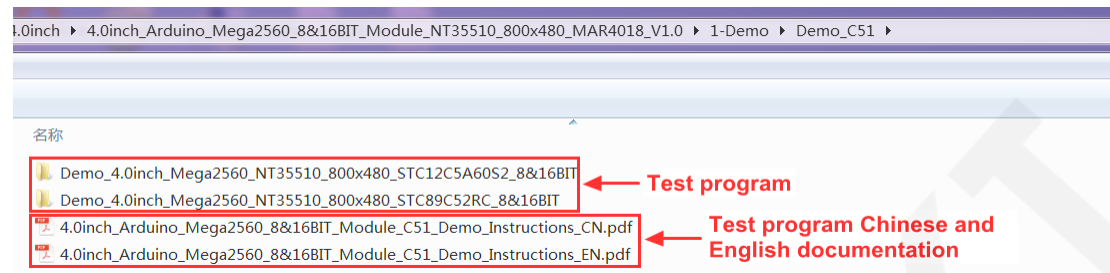 4.0inch ▸ 4.0inch_Arduino_Mega2560_8&16BIT_Module_NT35510_800x480_MAR4018_V1.0 ▸ 1-Demo ▸ Demo_C51 ▸
名称
Demo_4.0inch_Mega2560_NT35510_800x480_STC12C5A60S2_8&16BIT
Test program
Demo_4.0inch_Mega2560_NT35510_800x480_STC89C52RC_8&16BIT
4.0inch_Arduino_Mega2560_8&16BIT_Module_C51_Demo_Instructions_CN.pdf
4.0inch_Arduino_Mega2560_8&16BIT_Module_C51_Demo_Instructions_EN.pdf
Test program Chinese and
English documentation